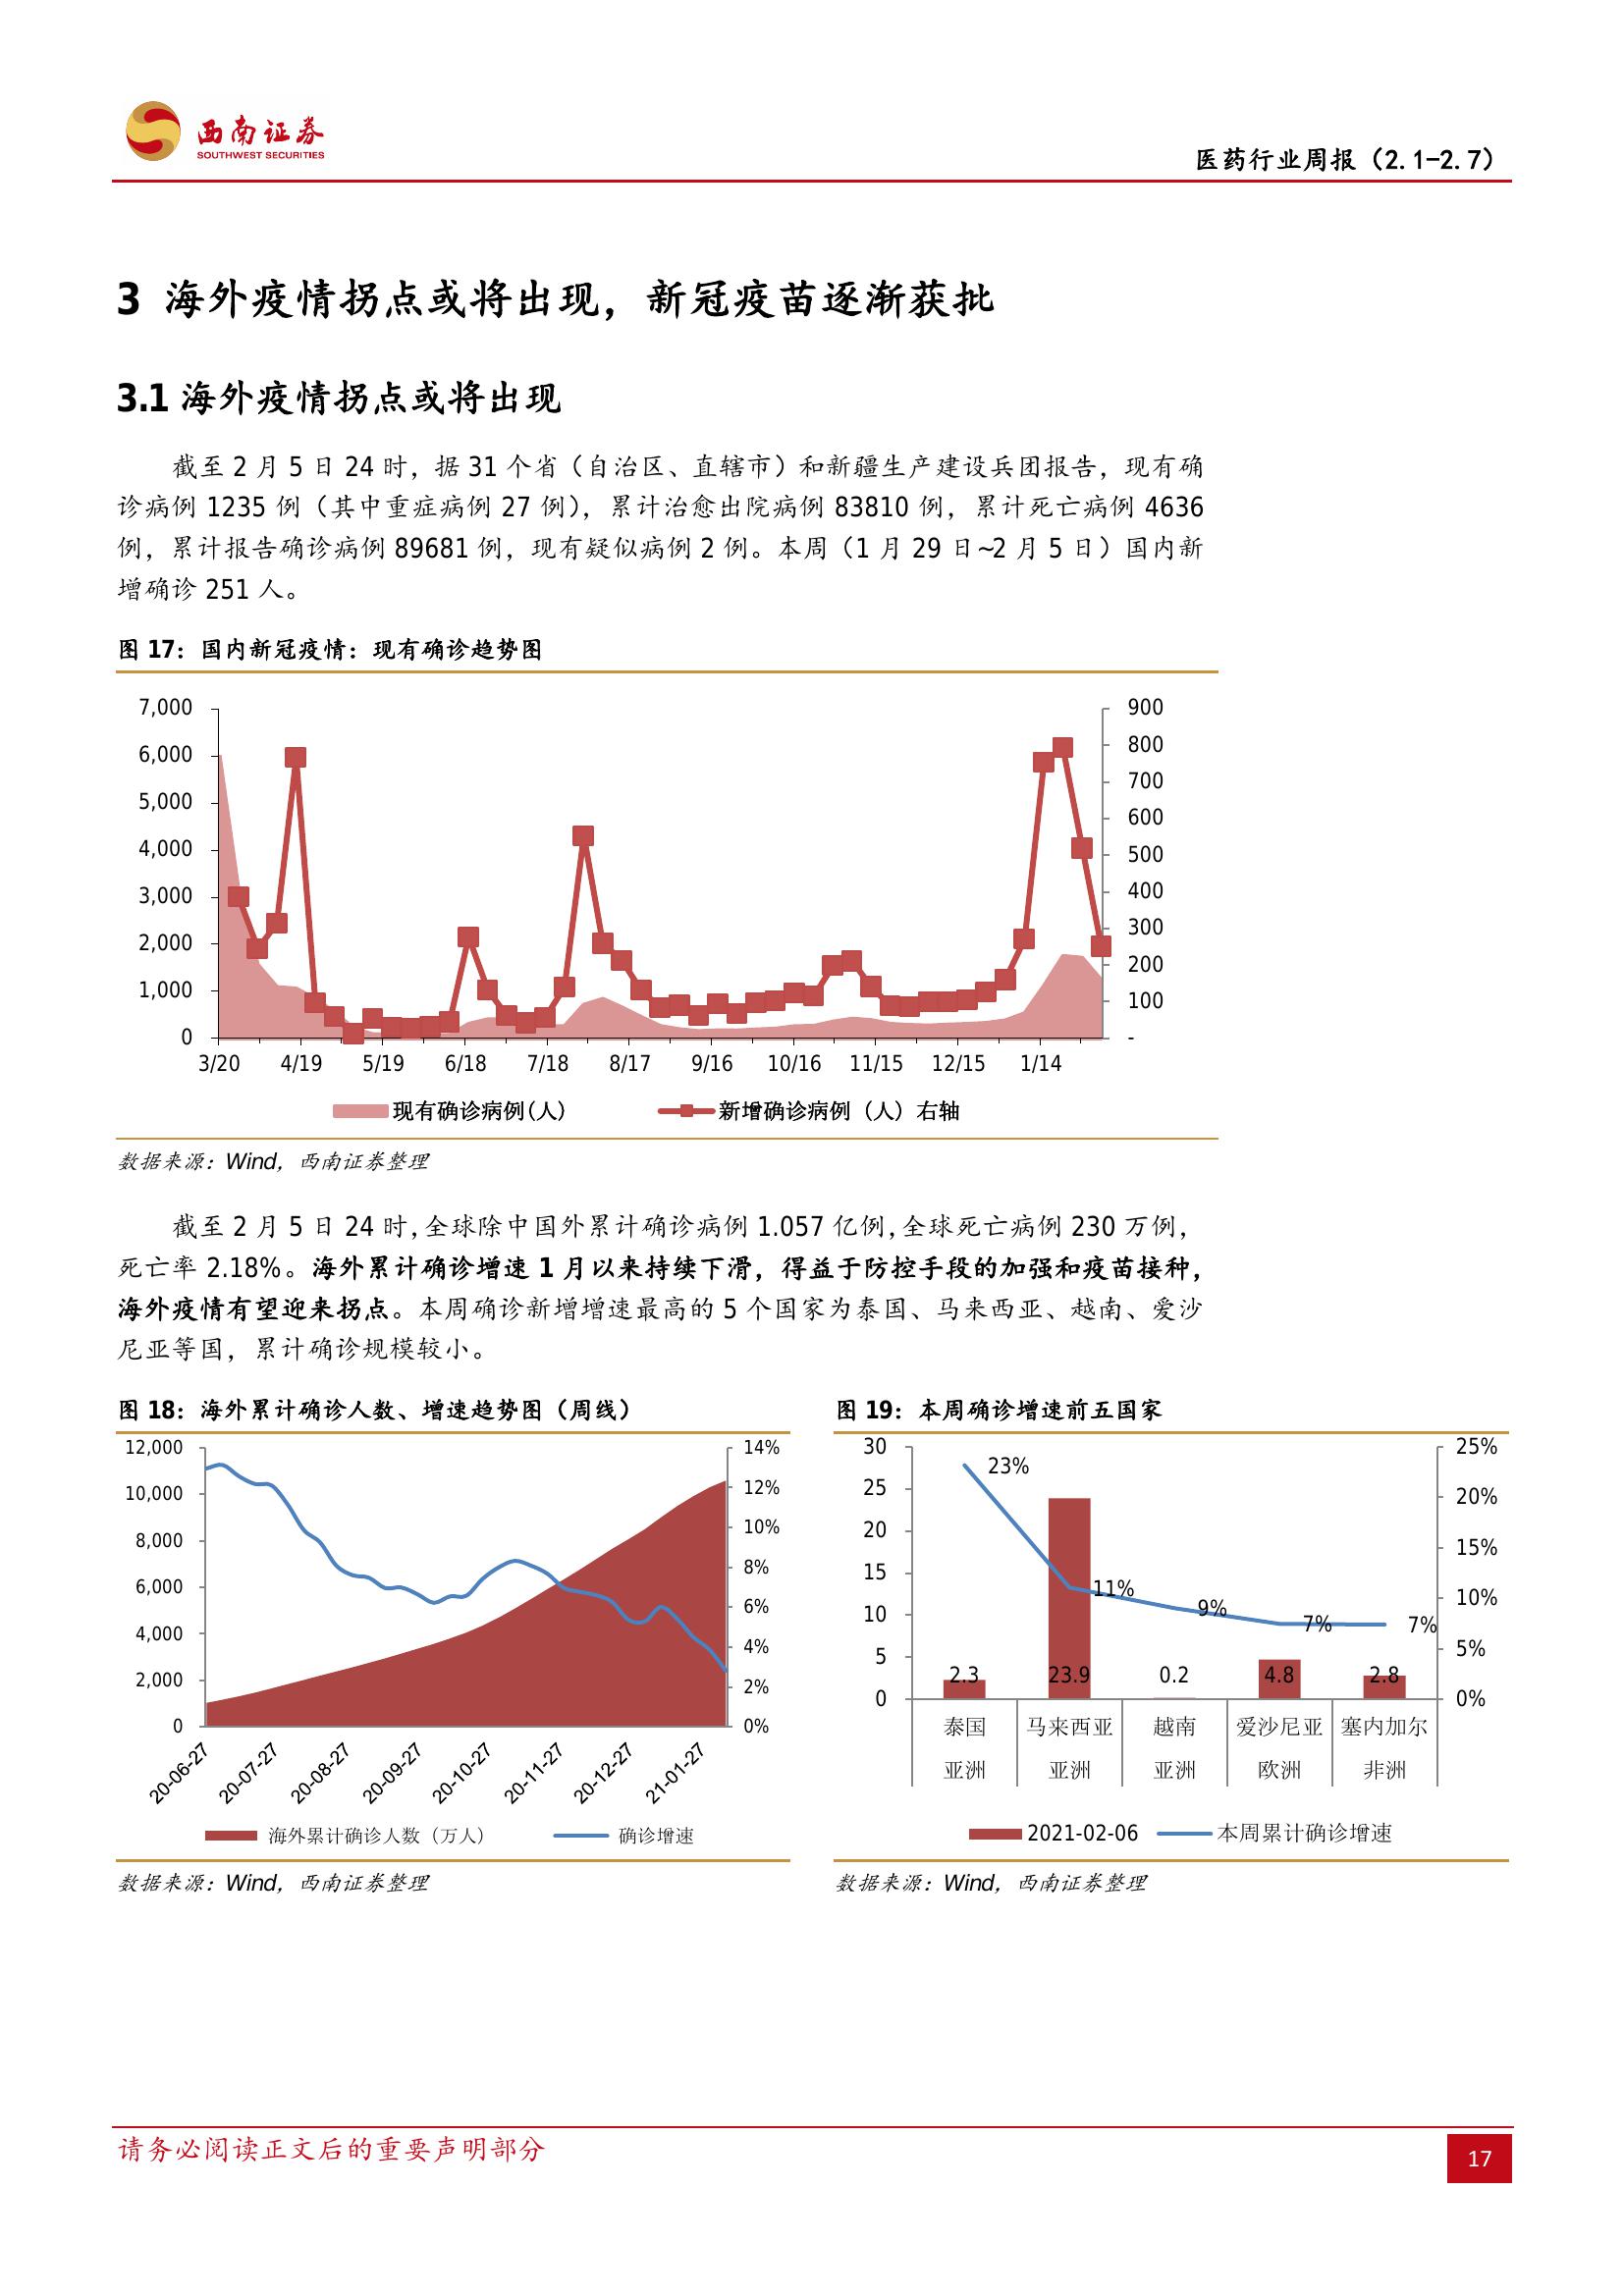 西南证券
SOUTHWEST SECURITIES
医药行业周报（2.1-2.7）
3 海外疫情拐点或将出现，新冠疫苗逐渐获批
3.1 海外疫情拐点或将出现
截至 2 月 5 日 24 时，据 31 个省（自治区、直辖市）和新疆生产建设兵团报告，现有确
诊病例 1235 例（其中重症病例 27 例），累计治愈出院病例 83810 例，累计死亡病例 4636
例，累计报告确诊病例 89681 例，现有疑似病例 2 例。本周（1 月 29 日~2 月 5 日）国内新
增确诊 251 人。
图 17：国内新冠疫情：现有确诊趋势图
7,000
6,000
5,000
4,000
3,000
2,000
1,000
0
900
800
700
600
500
400
300
200
100
-
3/20 4/19 5/19 6/18 7/18 8/17 9/16 10/16 11/15 12/15 1/14
现有确诊病例(人) 新增确诊病例（人）右轴
数据来源：Wind，西南证券整理
截至 2 月 5 日 24 时,全球除中国外累计确诊病例 1.057 亿例,全球死亡病例 230 万例，
死亡率 2.18%。海外累计确诊增速 1 月以来持续下滑，得益于防控手段的加强和疫苗接种，
海外疫情有望迎来拐点。本周确诊新增增速最高的 5 个国家为泰国、马来西亚、越南、爱沙
尼亚等国，累计确诊规模较小。
图 18：海外累计确诊人数、增速趋势图（周线）
12,000
10,000
8,000
6,000
4,000
2,000
0
14%
12%
10%
8%
6%
4%
2%
0%
20-06-27 20-07-27 20-08-27 20-09-27 20-10-27 20-11-27 20-12-27 21-01-27
海外累计确诊人数（万人） 确诊增速
数据来源：Wind，西南证券整理
图 19：本周确诊增速前五国家
30
25
20
15
10
5
0
25%
20%
15%
10%
5%
0%
23%
11%
9%
7%
7%
2.3 23.9 0.2 4.8 2.8
泰国 马来西亚 越南 爱沙尼亚 塞内加尔
亚洲 亚洲 亚洲 欧洲 非洲
2021-02-06 本周累计确诊增速
数据来源：Wind，西南证券整理
请务必阅读正文后的重要声明部分
17